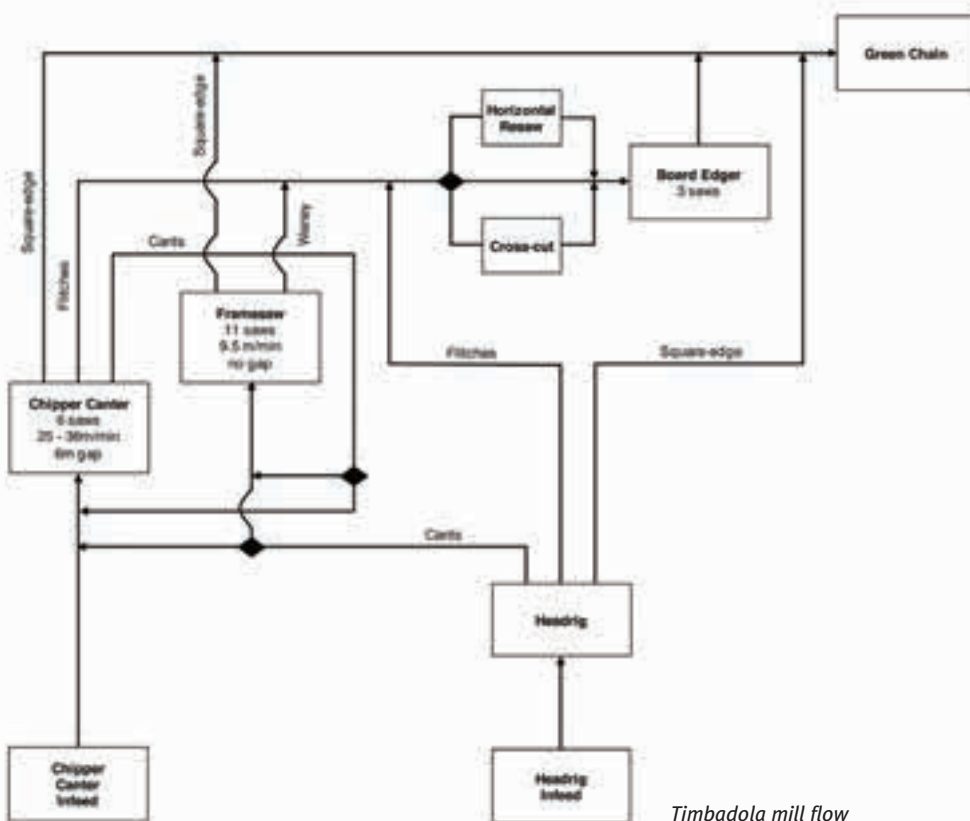 Green Chain
Square-edge
Horizontal
Resaw
Board Edger
3 saws
Square-edge
Flitches
Cants
Waney
Cross-cut
Framesaw
11 saws
9.5 m/min
no gap
Flitches
Square-edge
Chipper Canter
6 saws
25 - 36m/min
6m gap
Cants
Headrig
Chipper
Canter
Infeed
Headrig
Infeed
Timbadola mill flow